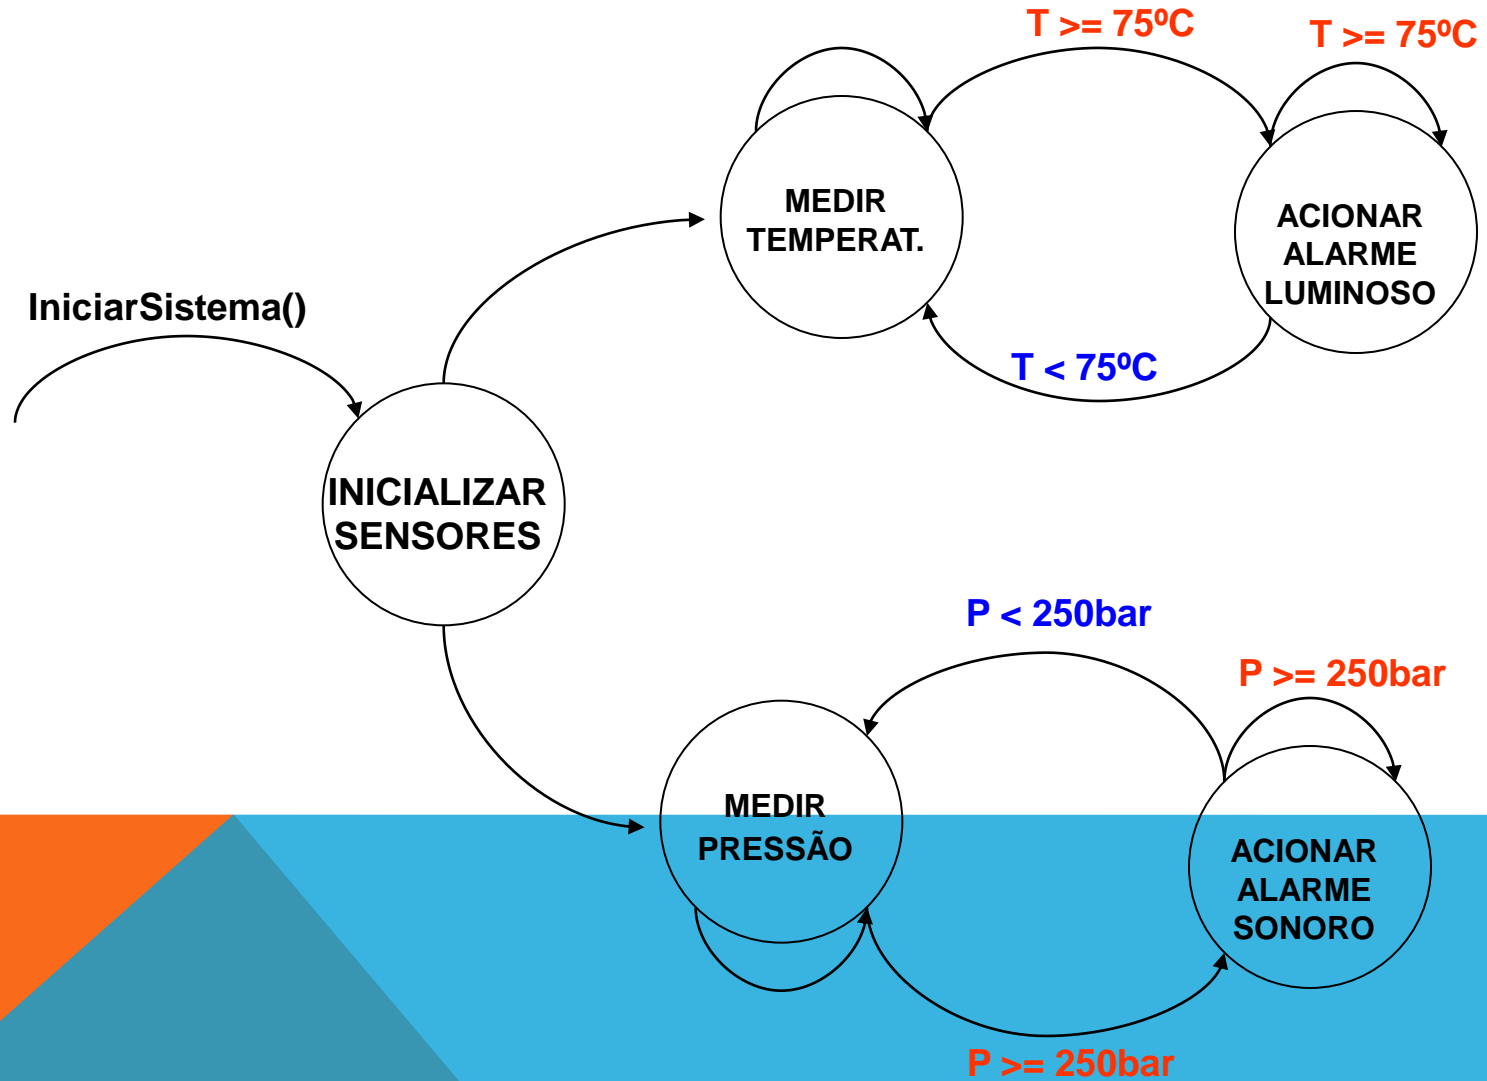 T >= 75ºC
T >= 75ºC
MEDIR
TEMPERAT.
ACIONAR
ALARME
LUMINOSO
IniciarSistema()
T < 75ºC
INICIALIZAR
SENSORES
P < 250bar
P >= 250bar
MEDIR
PRESSÃO
ACIONAR
ALARME
SONORO
P >= 250bar